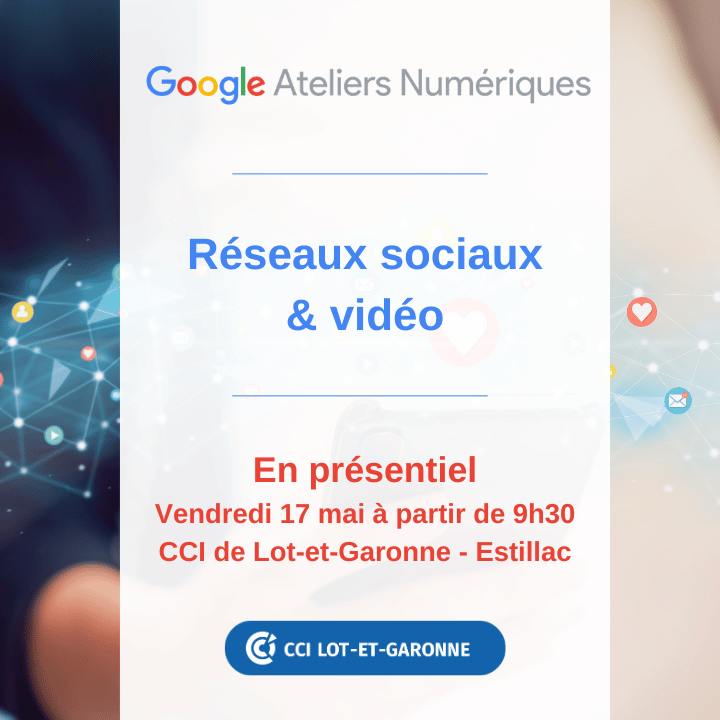 Google Ateliers Numériques
Réseaux sociaux
& vidéo
En présentiel
Vendredi 17 mai à partir de 9h30
CCI de Lot-et-Garonne - Estillac
CCI LOT-ET-GARONNE